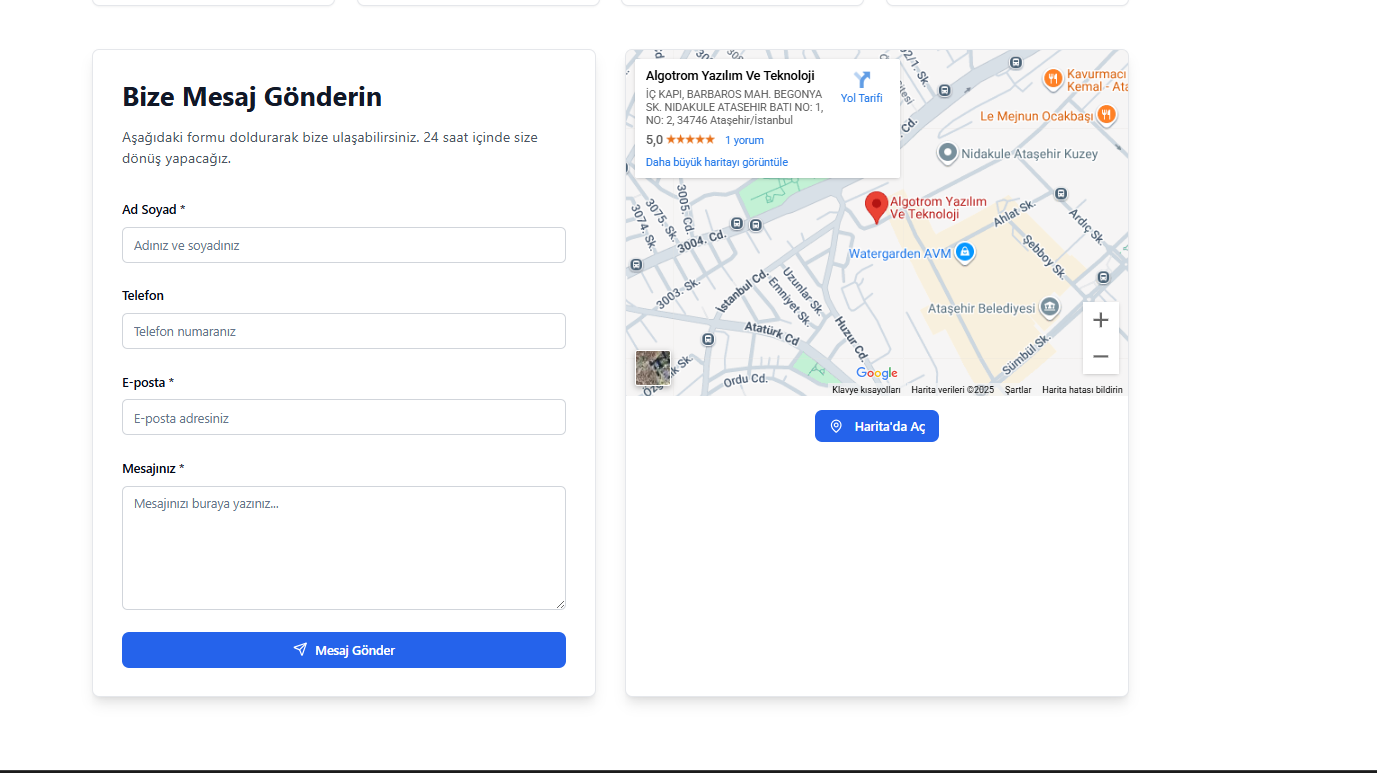 Bize Mesaj Gönderin
Aşağıdaki formu doldurarak bize ulaşabilirsiniz. 24 saat içinde size
dönüş yapacağız.
Ad Soyad *
Adınız ve soyadınız
Telefon
Telefon numaranız
E-posta *
E-posta adresiniz
Mesajınız *
Mesajınızı buraya yazınız...
Mesaj Gönder
Algotrom Yazılım Ve Teknoloji
İÇ KAPI, BARBAROS MAH. BEGONYA
SK. NIDAKULE ATASEHIR BATI NO: 1,
NO: 2, 34746 Ataşehir/İstanbul
5,0
1 yorum
Daha büyük haritayı görüntüle
Yol Tarifi
Kavurmacı
Kemal - Ata
Le Mejnun Ocakbaşı
Nidakule Ataşehir Kuzey
Cd.
3005. Cd.
3075. Sk.
3074. Sk.
3004. Cd.
Algotrom Yazılım
Ve Teknoloji
Ahlat Sk.
Ardıç Sk.
Watergarden AVM
Şebboy Sk.
3003. Sk.
İstanbul Cd.
Uzunlar Sk.
Emniyet Sk.
Ataşehir Belediyesi
Atatürk Cd
Huzur Cd.
Sümbül Sk.
Ordu Cd.
Google
Klavye kısayolları
Harita verileri ©2025
Şartlar
Harita hatası bildirin
Harita'da Aç